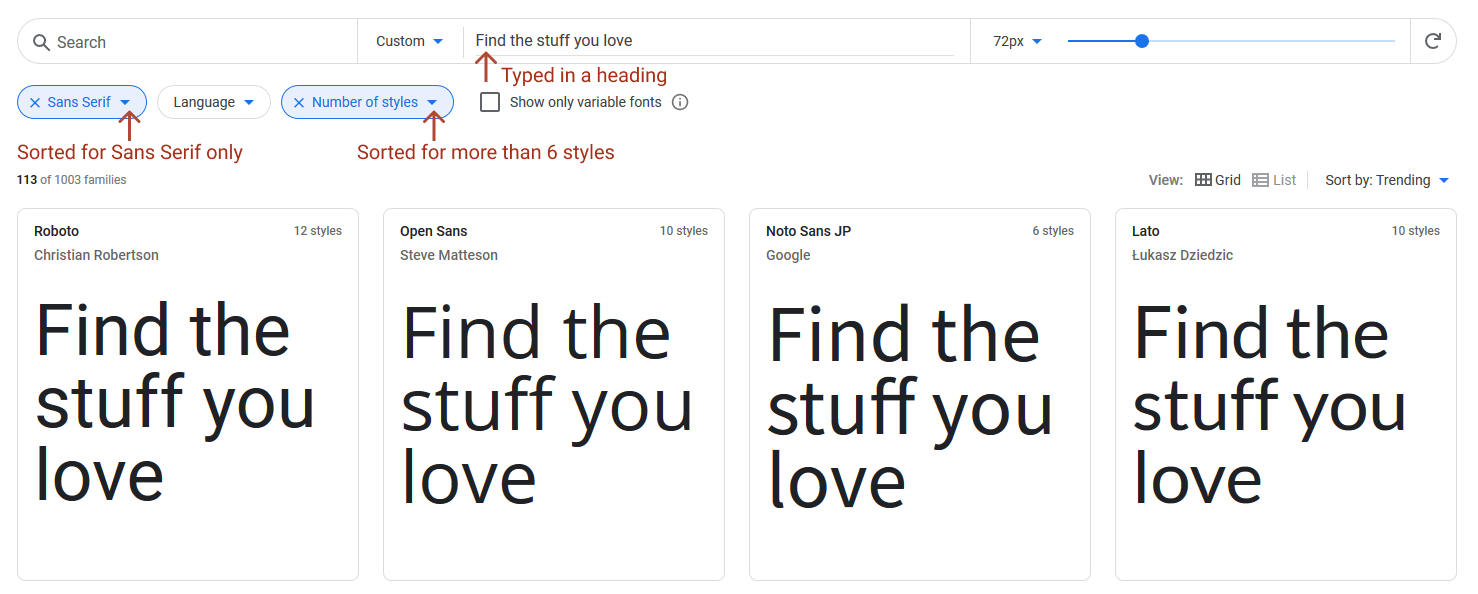 Search
Custom
Find the stuff you love
72px
Typed in a heading
Sans Serif
Language
Number of styles
Show only variable fonts
Sorted for Sans Serif only
Sorted for more than 6 styles
113 of 1003 families
View: Grid List
Sort by: Trending
Roboto
12 styles
Christian Robertson
Find the
stuff you
love
Open Sans
10 styles
Steve Matteson
Find the
stuff you
love
Noto Sans JP
6 styles
Google
Find the
stuff you
love
Lato
10 styles
Łukasz Dziedzic
Find the
stuff you
love